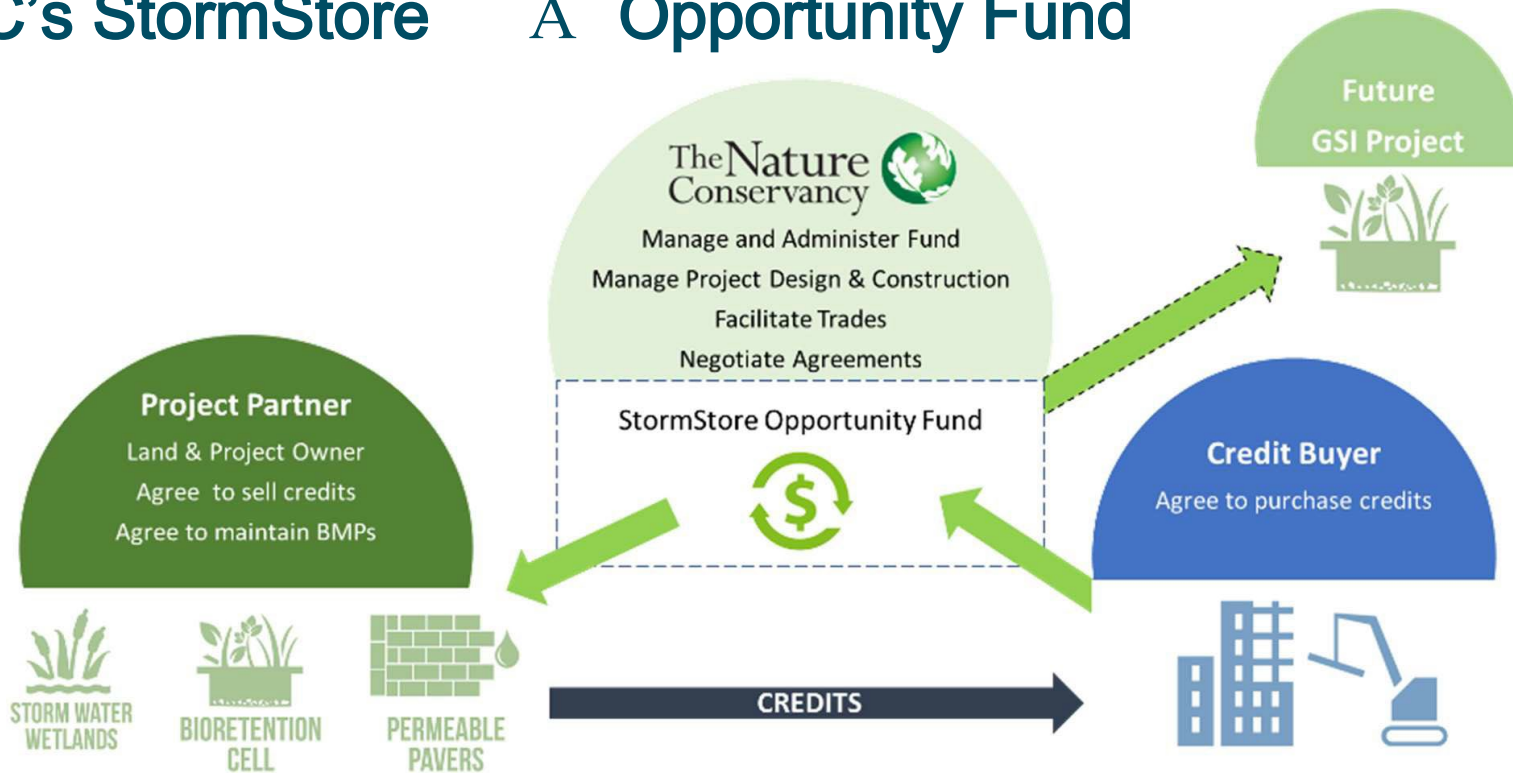 C's StormStore A Opportunity Fund
Future
GSI Project
The Nature
Conservancy
Manage and Administer Fund
Manage Project Design & Construction
Facilitate Trades
Negotiate Agreements
StormStore Opportunity Fund
$
Project Partner
Land & Project Owner
Agree to sell credits
Agree to maintain BMPs
Credit Buyer
Agree to purchase credits
STORM WATER
WETLANDS
BIORETENTION
CELL
PERMEABLE
PAVERS
CREDITS